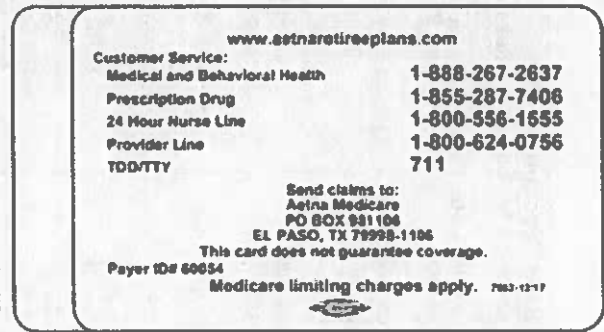 www.aetnaretireeplans.com
Customer Service:
Medical and Behavioral Health 1-888-267-2637
Prescription Drug 1-855-287-7406
24 Hour Nurse Line 1-800-556-1555
Provider Line 1-800-624-0756
TDD/TTY 711
Send claims to:
Aetna Medicare
PO BOX 981106
EL PASO, TX 79998-1106
This card does not guarantee coverage.
Payer ID# 60054
Medicare limiting charges apply.